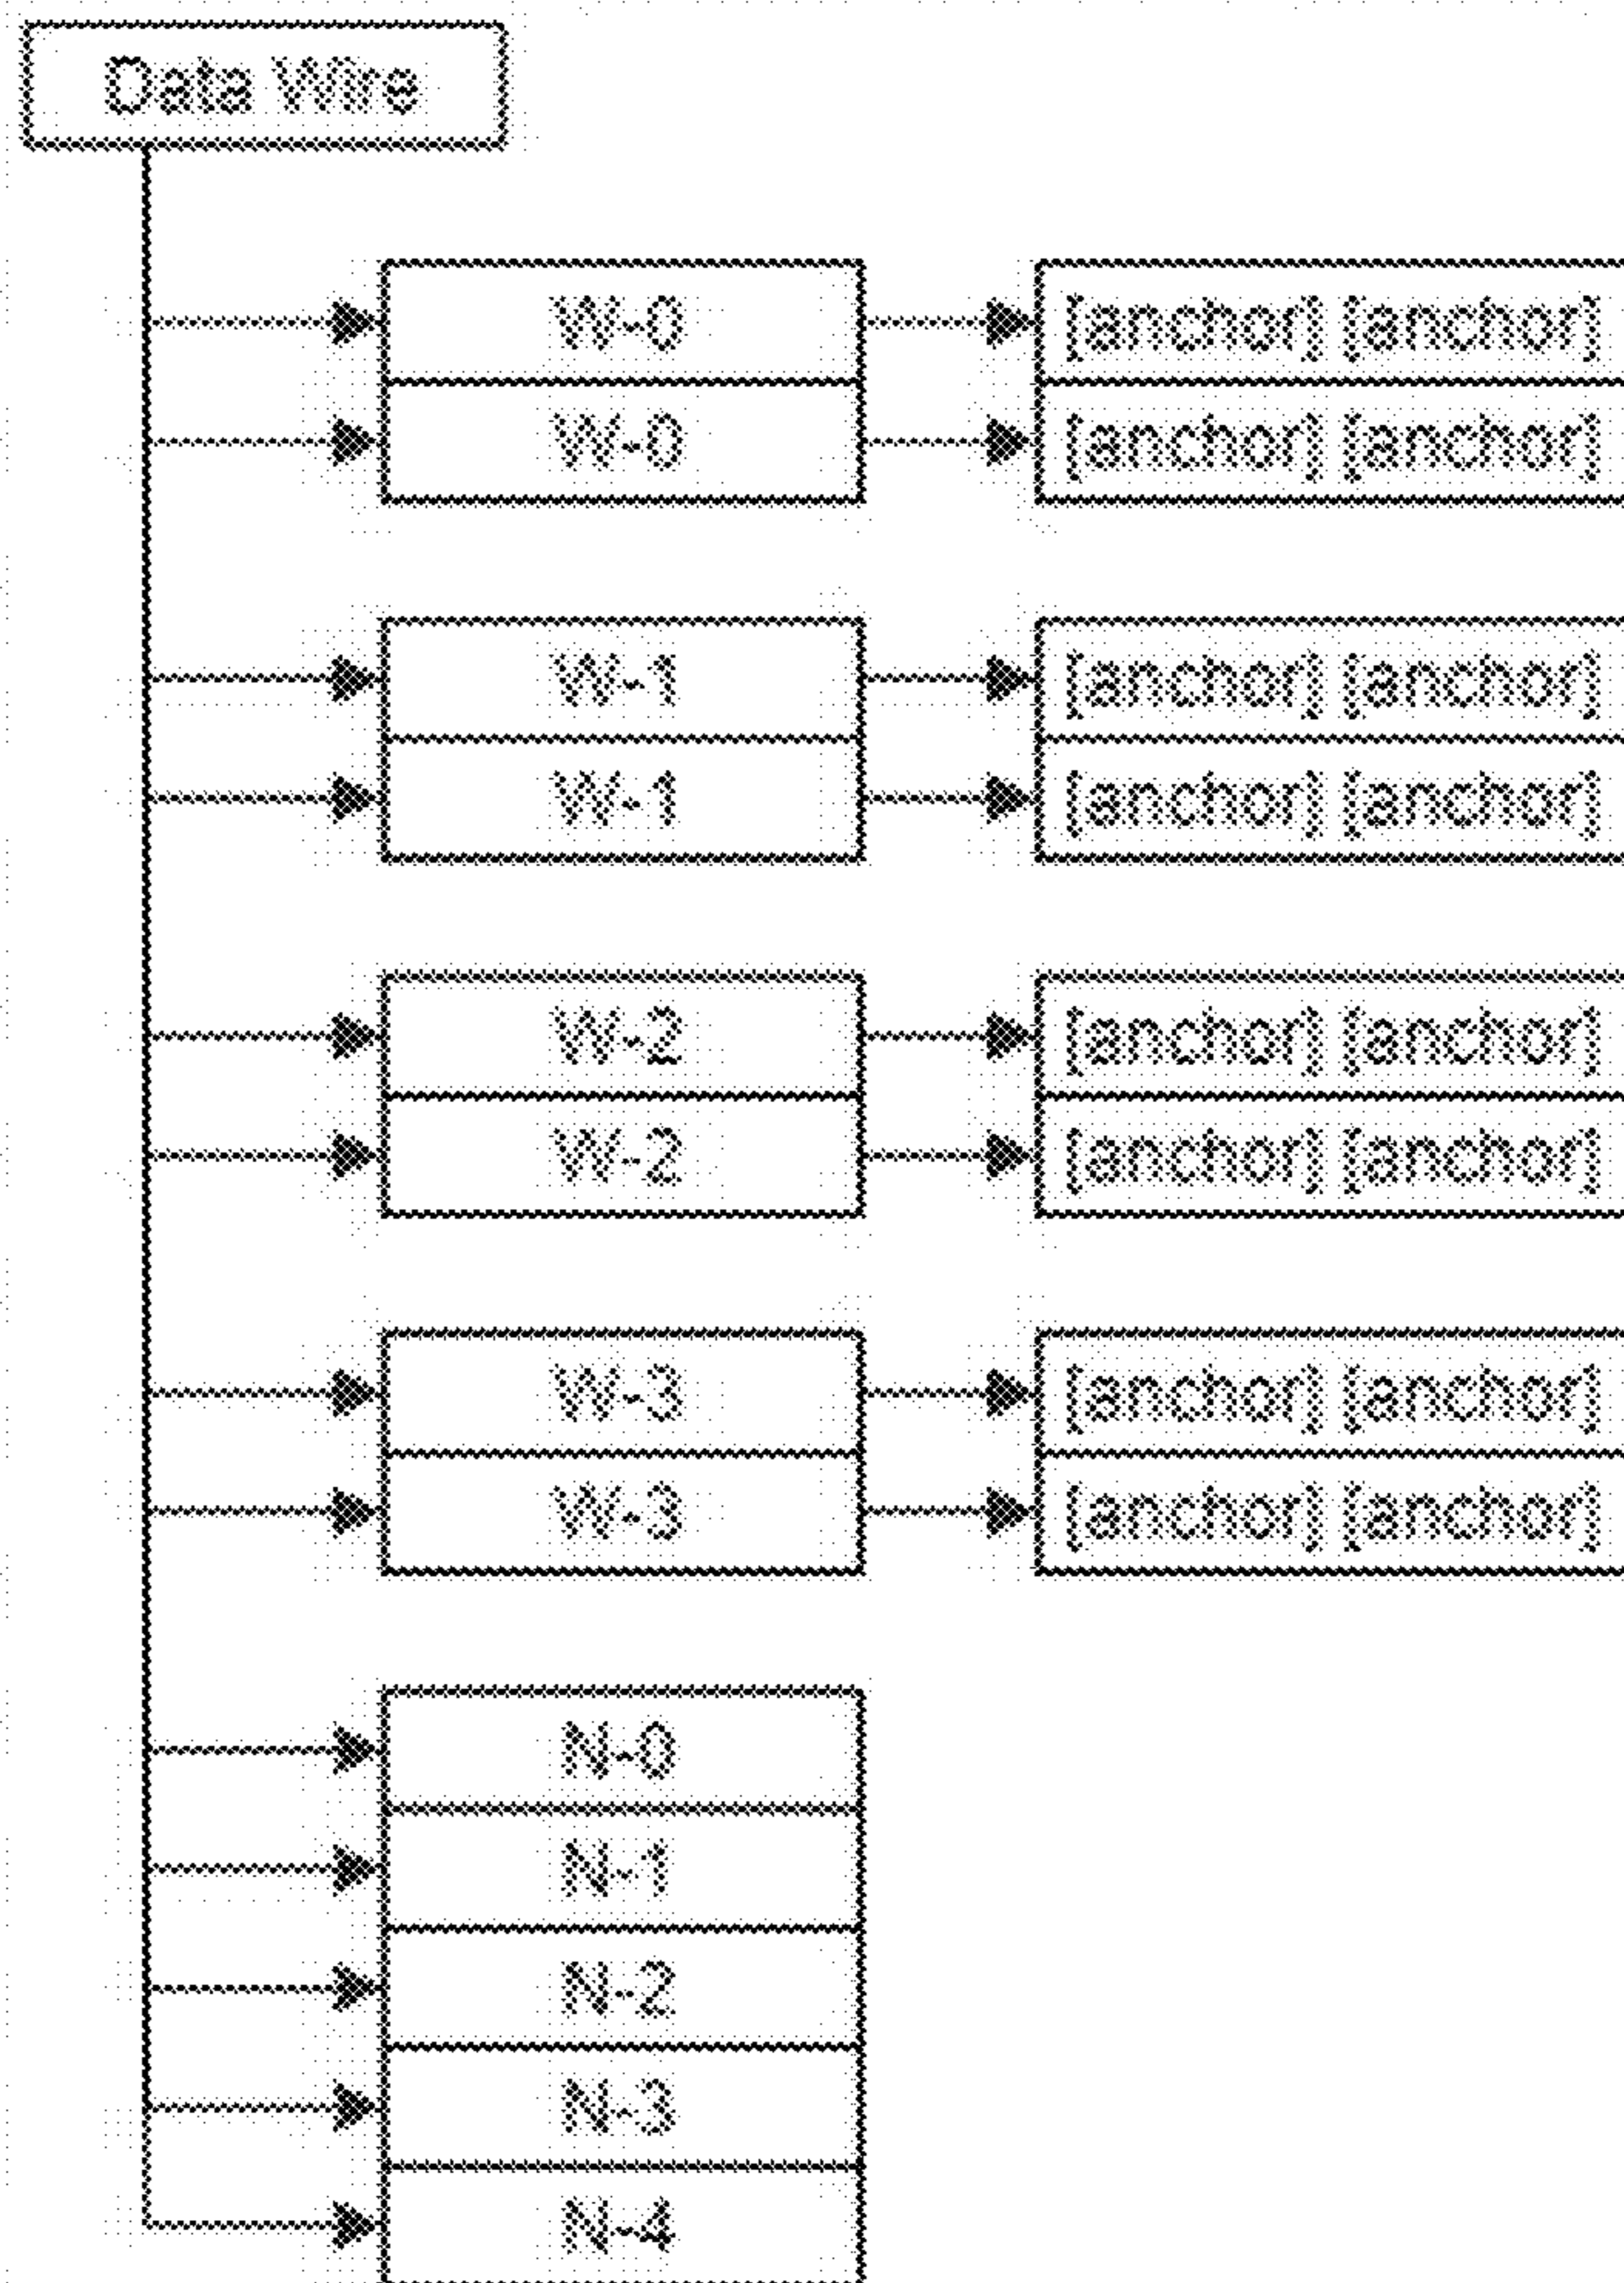 Data Wire
W-0 [anchor] [anchor]
W-0 [anchor] [anchor]
W-1 [anchor] [anchor]
W-1 [anchor] [anchor]
W-2 [anchor] [anchor]
W-2 [anchor] [anchor]
W-3 [anchor] [anchor]
W-3 [anchor] [anchor]
N-0
N-1
N-2
N-3
N-4